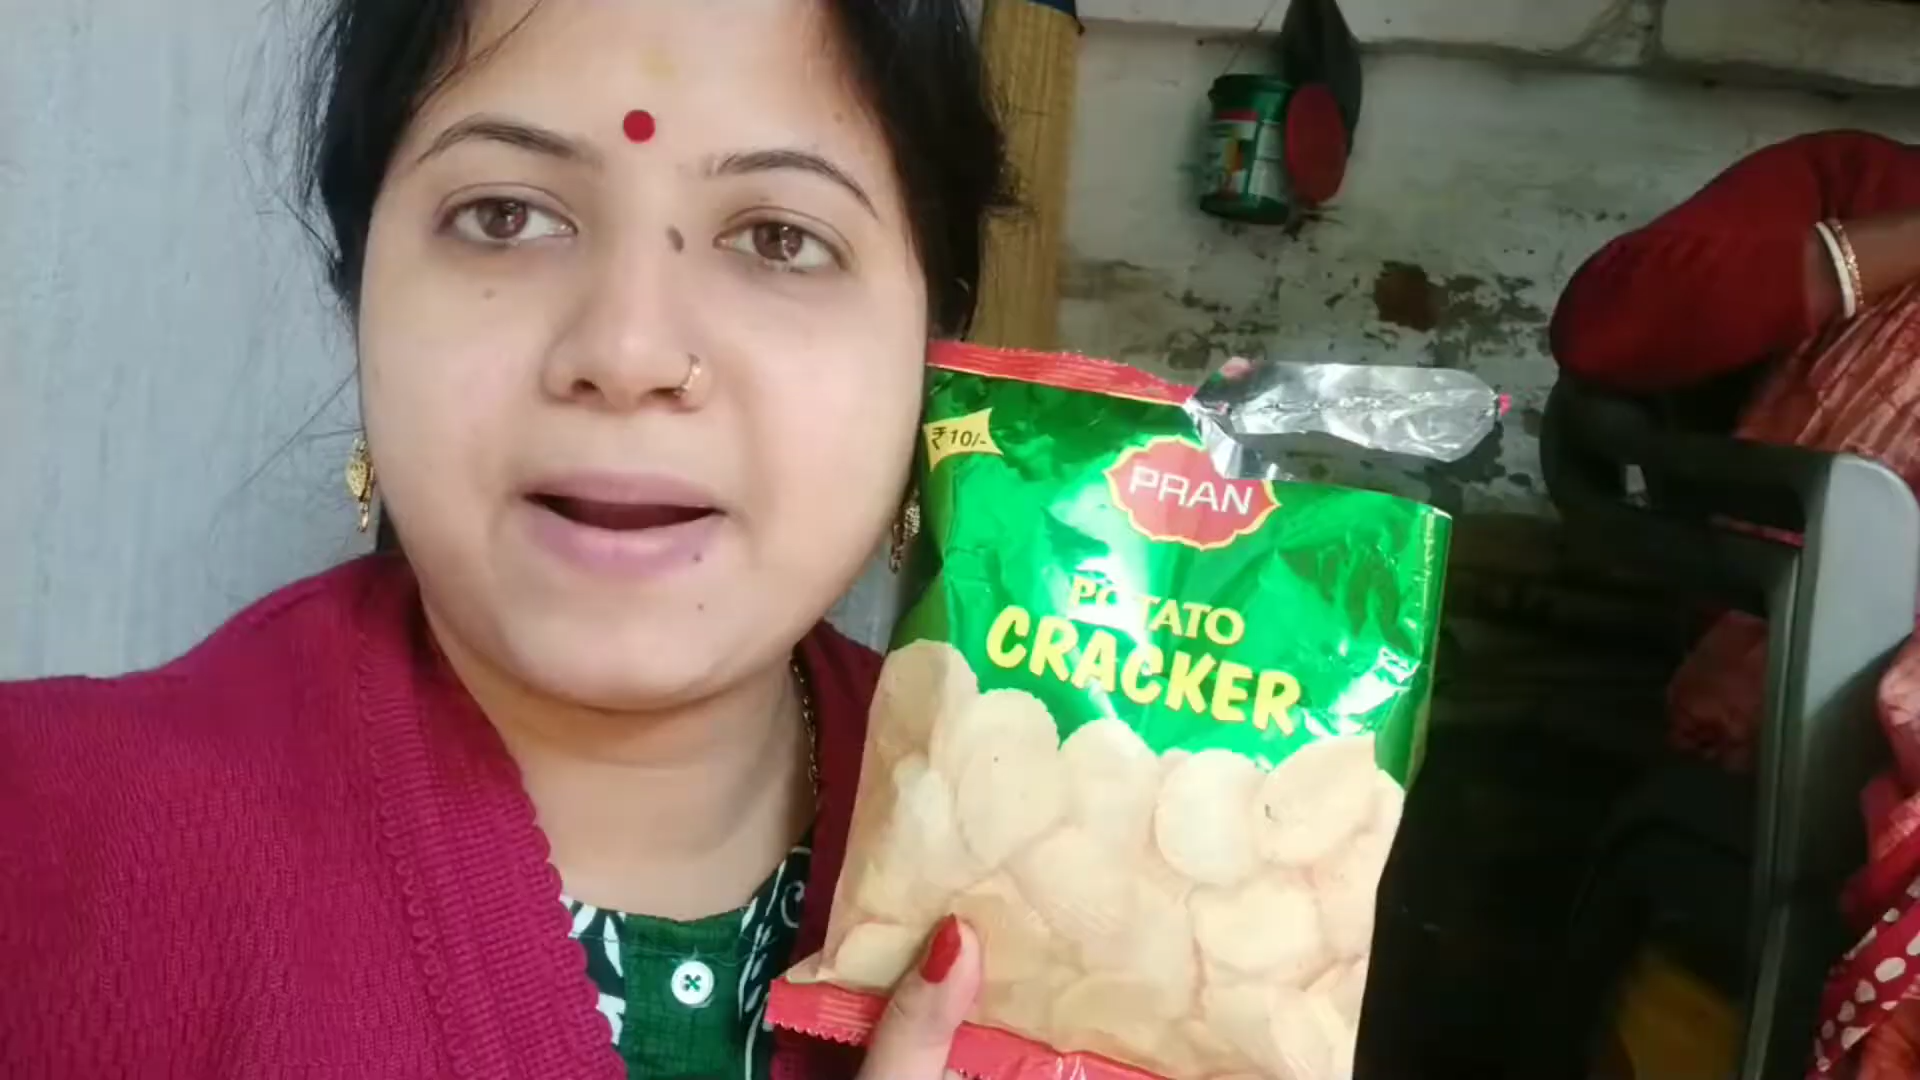 ₹10/-
PRAN
POTATO
CRACKER